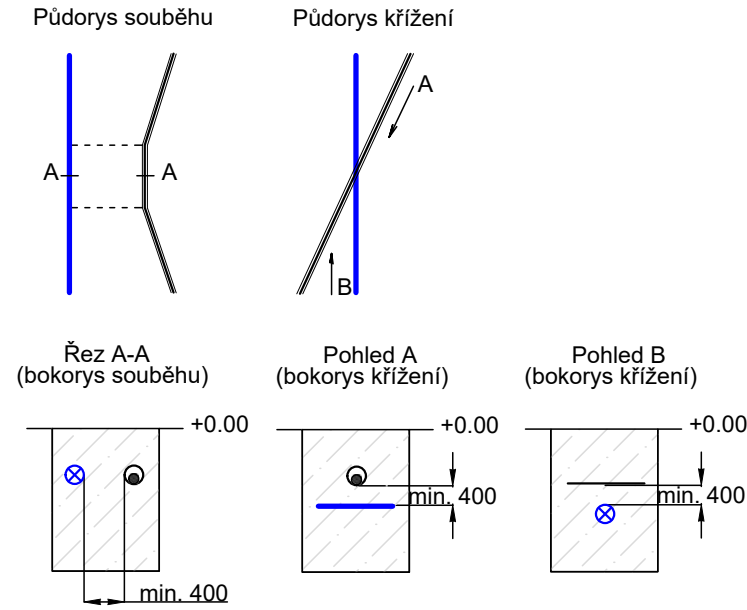 Půdorys souběhu
Půdorys křížení
A
A A
B
Řez A-A
(bokorys souběhu)
Pohled A
(bokorys křížení)
Pohled B
(bokorys křížení)
+0.00
+0.00
+0.00
min. 400
min. 400
min. 400